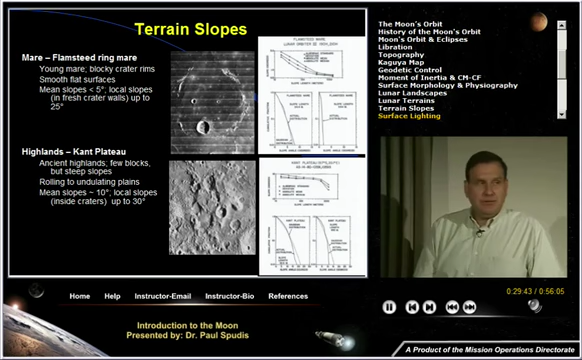 Terrain Slopes
Mare – Flamsteed ring mare
Young mare; blocky crater rims
Smooth flat surfaces
Mean slopes < 5°; local slopes
(in fresh crater walls) up to
25°
Highlands – Kant Plateau
Ancient highlands; few blocks,
but steep slopes
Rolling to undulating plains
Mean slopes ~ 10°; local slopes
(inside craters) up to 30°
FLAMSTEED MARE
KANT PLATEAU
The Moon's Orbit
History of the Moon's Orbit
Moon's Orbit & Eclipses
Libration
Topography
Kaguya Map
Geodetic Control
Moment of Inertia & CM-CF
Surface Morphology & Physiography
Lunar Landscapes
Lunar Terrains
Terrain Slopes
Surface Lighting
0:29:43 / 0:56:05
Home Help Instructor-Email Instructor-Bio References
Introduction to the Moon
Presented by: Dr. Paul Spudis
A Product of the Mission Operations Directorate